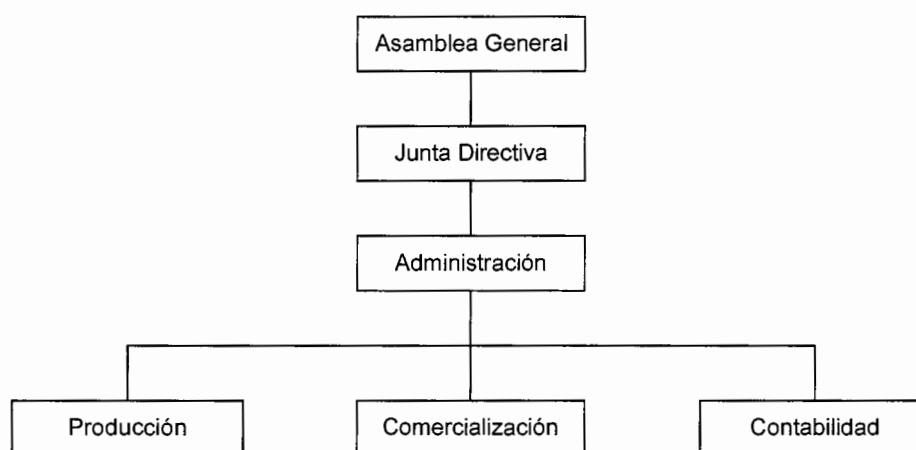 Asamblea General
Junta Directiva
Administración
Producción
Comercialización
Contabilidad